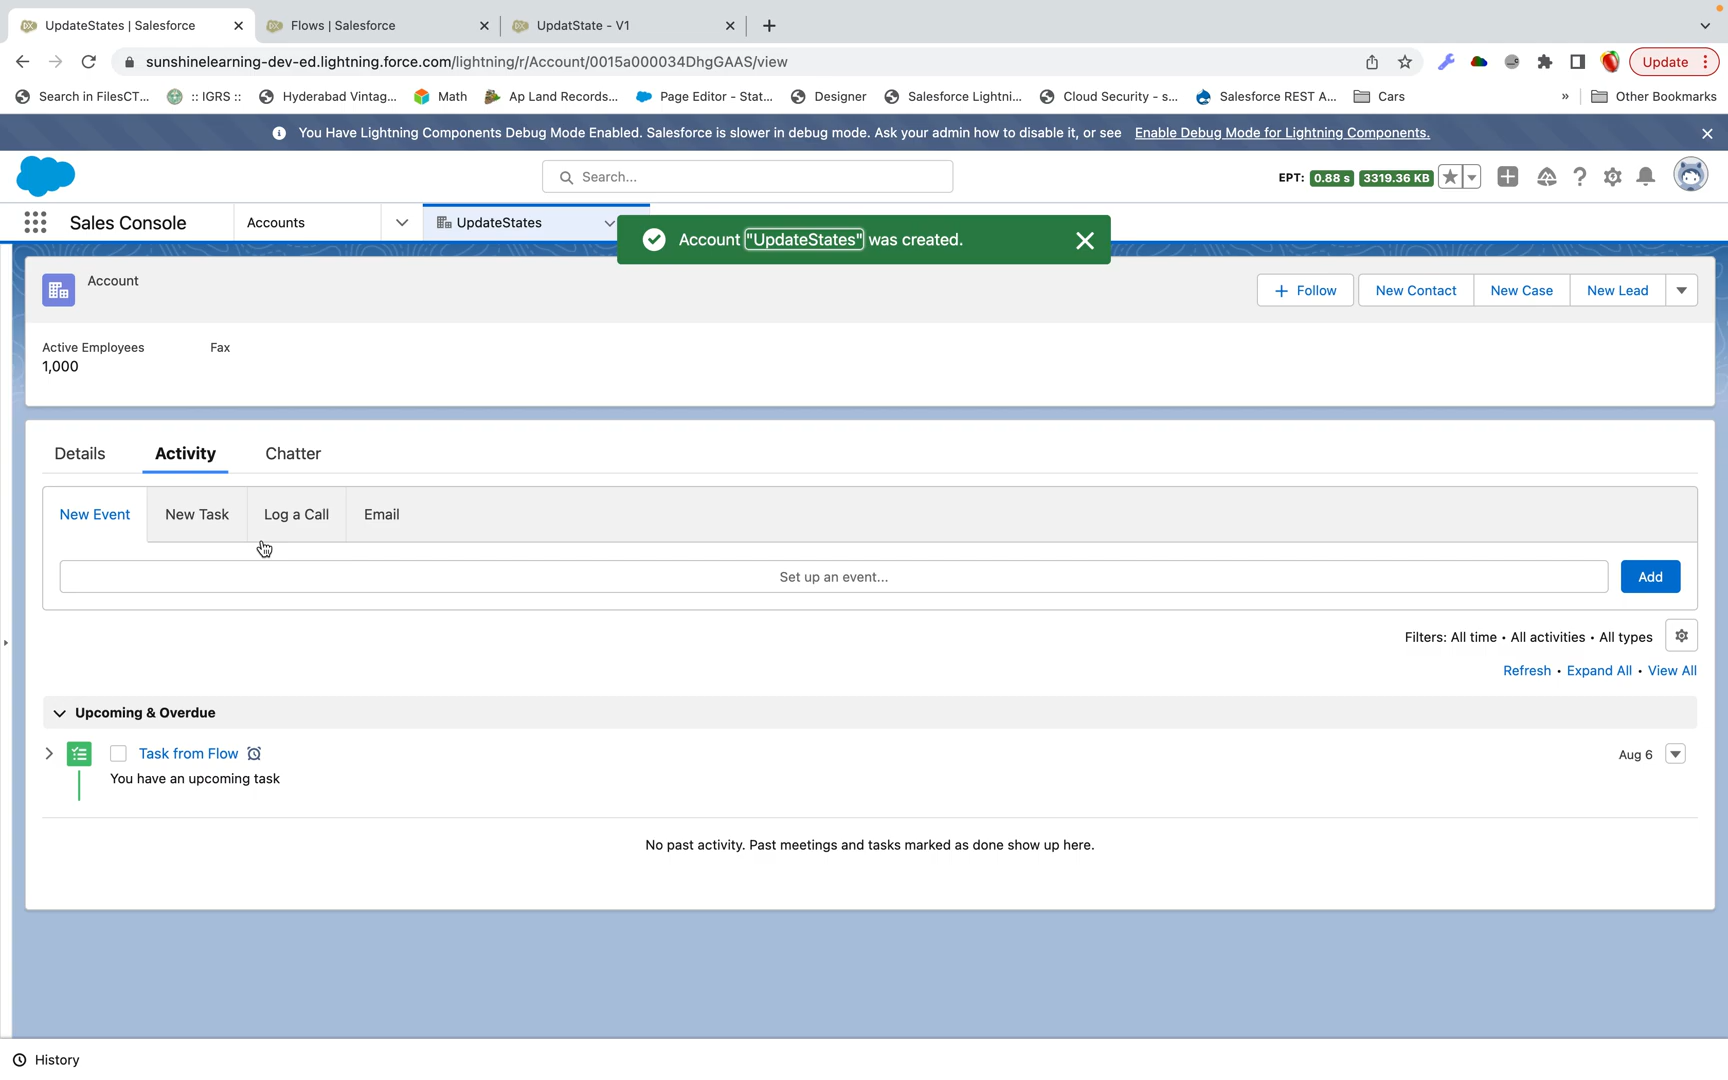 UpdateStates | Salesforce
Flows | Salesforce
UpdatState - V1
sunshinelearning-dev-ed.lightning.force.com/lightning/r/Account/0015a000034DhgGAAS/view
Update
Search in FilesCT...
:: IGRS ::
Hyderabad Vintag...
Math
Ap Land Records...
Page Editor - Stat...
Designer
Salesforce Lightni...
Cloud Security - s...
Salesforce REST A...
Cars
»
Other Bookmarks
You Have Lightning Components Debug Mode Enabled. Salesforce is slower in debug mode. Ask your admin how to disable it, or see Enable Debug Mode for Lightning Components.
Search...
EPT: 0.88 s 3319.36 KB
Sales Console
Accounts
UpdateStates
Account "UpdateStates" was created.
Account
Follow
New Contact
New Case
New Lead
Active Employees
Fax
1,000
Details
Activity
Chatter
New Event
New Task
Log a Call
Email
Set up an event...
Add
Filters: All time • All activities • All types
Refresh • Expand All • View All
Upcoming & Overdue
Task from Flow
Aug 6
You have an upcoming task
No past activity. Past meetings and tasks marked as done show up here.
History